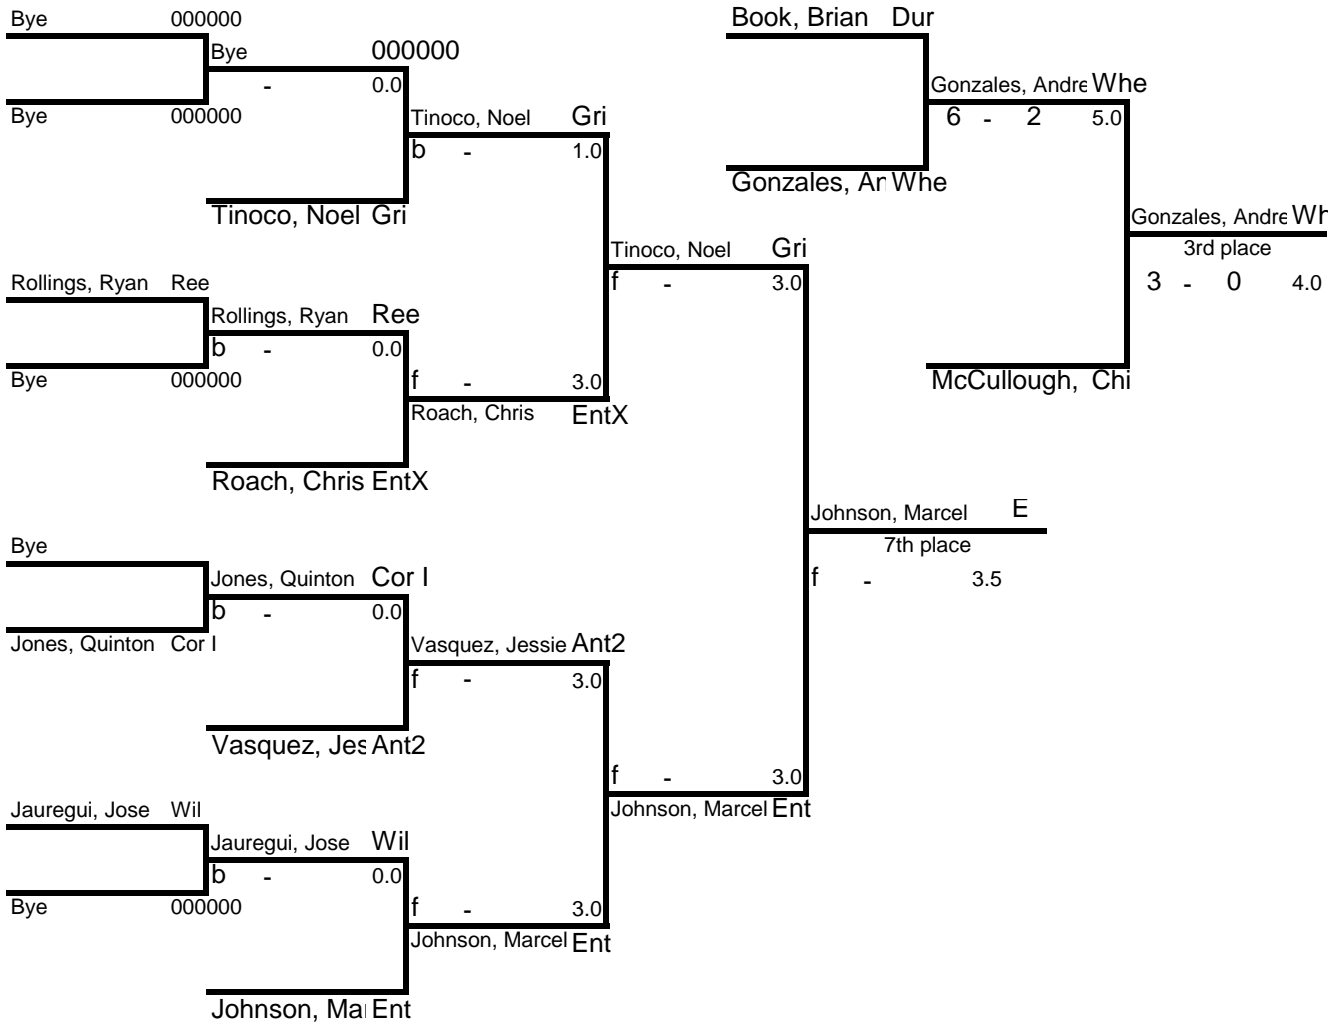 Bye 000000
Bye 000000
- 0.0
Bye 000000
Tinoco, Noel Gri
b - 1.0
Tinoco, Noel Gri
Rollings, Ryan Ree
Rollings, Ryan Ree
b - 0.0
Bye 000000
f - 3.0
Roach, Chris EntX
Roach, Chris EntX
Tinoco, Noel Gri
f - 3.0
Bye
Jones, Quinton Cor I
b - 0.0
Jones, Quinton Cor I
Vasquez, Jessie Ant2
f - 3.0
Vasquez, Jes Ant2
Jauregui, Jose Wil
Jauregui, Jose Wil
b - 0.0
Bye 000000
f - 3.0
Johnson, Marcel Ent
Johnson, Ma Ent
f - 3.0
Johnson, Marcel Ent
Johnson, Marcel E
7th place
f - 3.5
Book, Brian Dur
Gonzales, Andre Whe
6 - 2 5.0
Gonzales, An Whe
Gonzales, Andre Wh
3rd place
3 - 0 4.0
McCullough, Chi